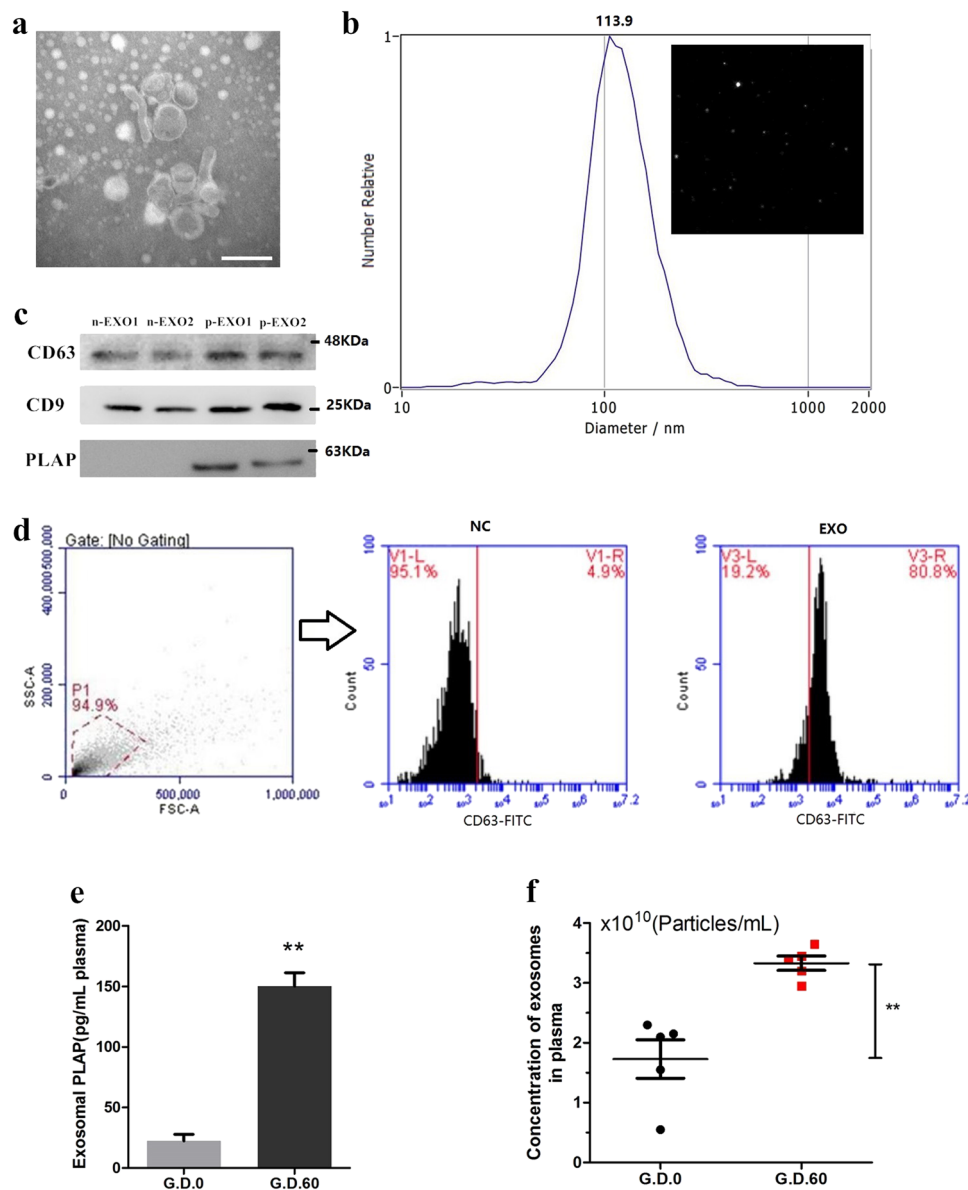 a
b
113.9
1
0
Number Relative
10 100 1000 2000
Diameter / nm
c
n-EXO1 n-EXO2 p-EXO1 p-EXO2
CD63
48KDa
CD9
25KDa
PLAP
63KDa
d
Gate: [No Gating]
SSC-A
0 200,000 400,000 500,000
P1
94.9%
0 500,000 1,000,000
FSC-A
NC
Count
0 50 100
V1-L
95.1%
V1-R
4.9%
CD63-FITC
EXO
Count
0 50 100
V3-L
19.2%
V3-R
80.8%
CD63-FITC
e
Exosomal PLAP(pg/mL plasma)
200
150
100
50
0
**
G.D.0 G.D.60
f
x10^10(Particles/mL)
Concentration of exosomes
in plasma
4
3
2
1
0
**
G.D.0 G.D.60